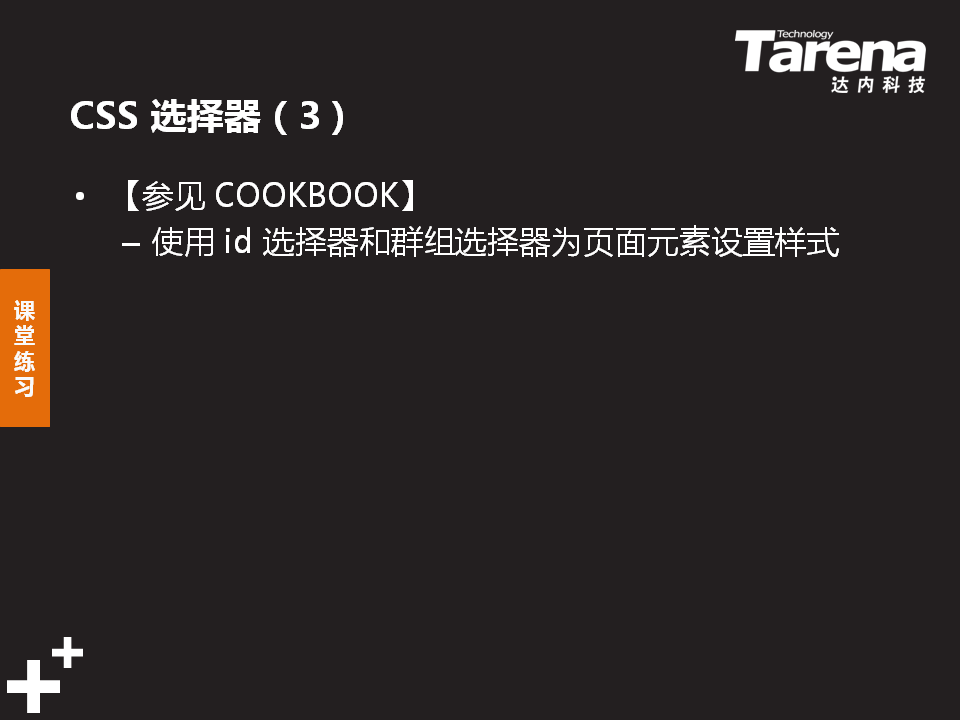 Technology
Tarena
达内科技
CSS 选择器（3）
• 【参见 COOKBOOK】
– 使用 id 选择器和群组选择器为页面元素设置样式
课
堂
练
习